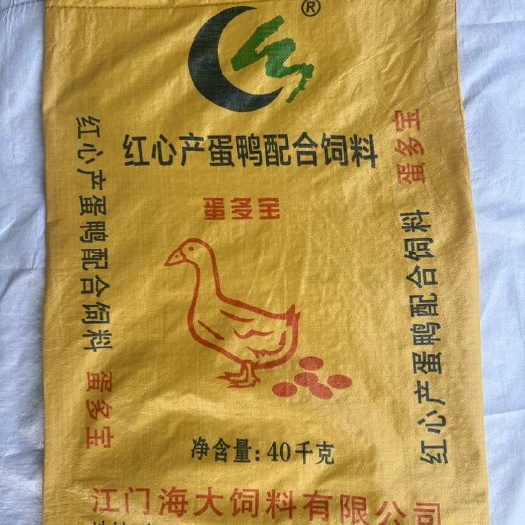 ®
红心产蛋鸭配合饲料
蛋多宝
红心产蛋鸭配合饲料 蛋多宝
红心产蛋鸭配合饲料 蛋多宝
净含量:40千克
江门海大饲料有限公司